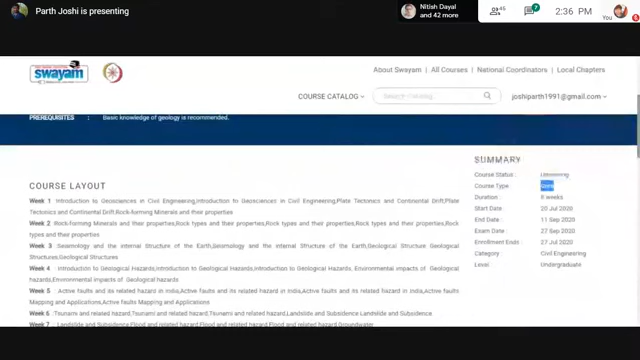 Parth Joshi is presenting
Nitish Dayal
and 42 more
45
7
2:36 PM
You
swayam
About Swayam | All Courses | National Coordinators | Local Chapters
COURSE CATALOG
joshiparth1991@gmail.com
PREREQUISITES : Basic knowledge of geology is recommended.
SUMMARY
Course Status :
Course Type :
Duration : 8 weeks
Start Date : 20 Jul 2020
End Date : 11 Sep 2020
Exam Date : 27 Sep 2020
Enrollment Ends : 27 Jul 2020
Category : Civil Engineering
Level : Undergraduate
COURSE LAYOUT
Week 1 : Introduction to Geosciences in Civil Engineering,Introduction to Geosciences in Civil Engineering,Plate Tectonics and Continental Drift,Plate
Tectonics and Continental Drift,Rock-forming Minerals and their properties
Week 2 : Rock-forming Minerals and their properties,Rock types and their properties,Rock types and their properties,Rock types and their properties,Rock
types and their properties
Week 3 : Seismology and the internal Structure of the Earth,Seismology and the internal Structure of the Earth,Geological Structure Geological
Structures,Geological Structures
Week 4 : Introduction to Geological Hazards,Introduction to Geological Hazards,Introduction to Geological Hazards, Environmental impacts of Geological
hazards,Environmental impacts of Geological hazards
Week 5 : Active faults and its related hazard in india,Active faults and its related hazard in India,Active faults and its related hazard in India,Active faults
Mapping and Applications,Active faults Mapping and Applications
Week 6 : Tsunami and related hazard,Tsunami and related hazard,Tsunami and related hazard, Landslide and Subsidence Landslide and Subsidence
Week 7 : Landslide and Subsidence,Flood and related hazard,Flood and related hazard,Flood and related hazard,Groundwater